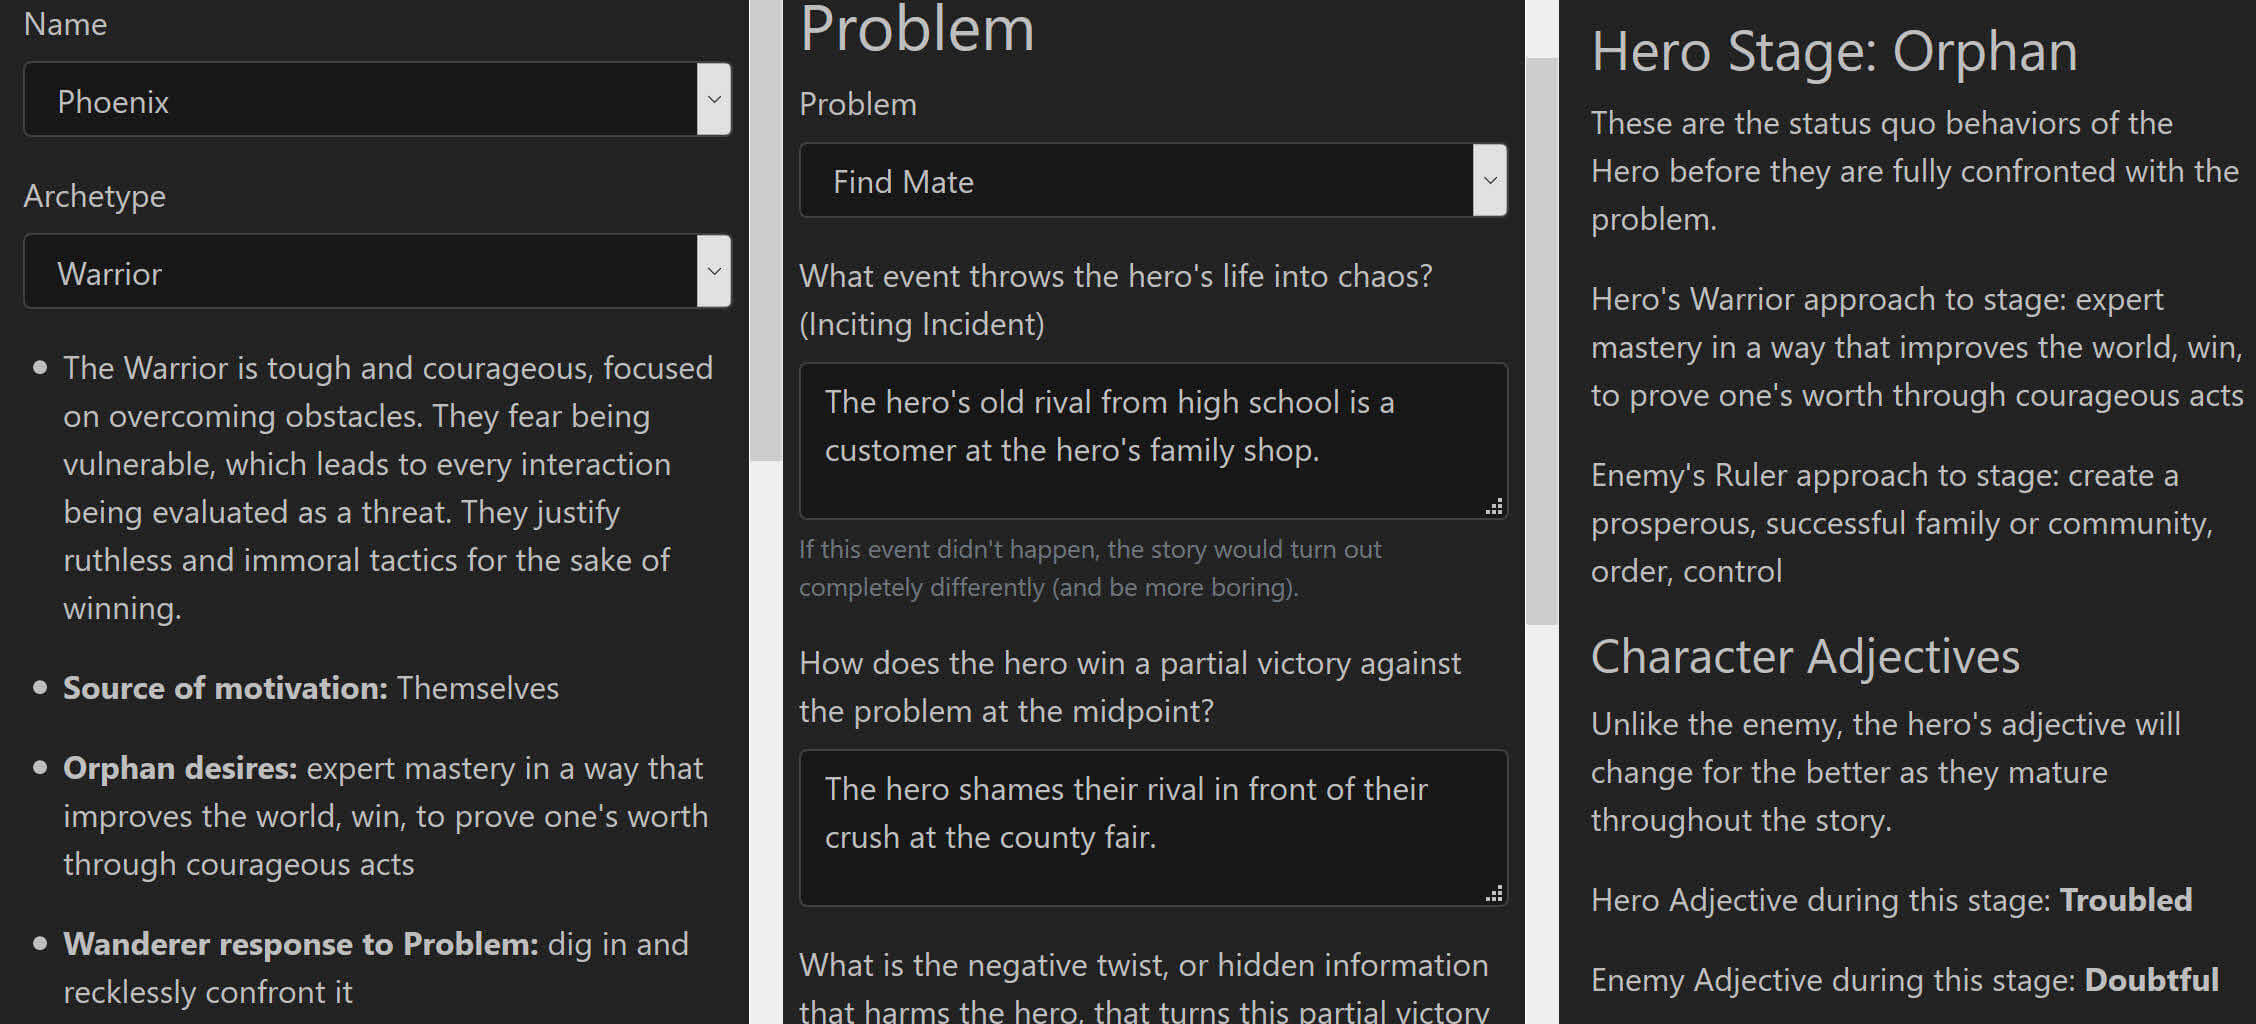 Name
Phoenix
Archetype
Warrior
The Warrior is tough and courageous, focused
on overcoming obstacles. They fear being
vulnerable, which leads to every interaction
being evaluated as a threat. They justify
ruthless and immoral tactics for the sake of
winning.
Source of motivation: Themselves
Orphan desires: expert mastery in a way that
improves the world, win, to prove one's worth
through courageous acts
Wanderer response to Problem: dig in and
recklessly confront it
Problem
Problem
Find Mate
What event throws the hero's life into chaos?
(Inciting Incident)
The hero's old rival from high school is a
customer at the hero's family shop.
If this event didn't happen, the story would turn out
completely differently (and be more boring).
How does the hero win a partial victory against
the problem at the midpoint?
The hero shames their rival in front of their
crush at the county fair.
What is the negative twist, or hidden information
that harms the hero, that turns this partial victory
Hero Stage: Orphan
These are the status quo behaviors of the
Hero before they are fully confronted with the
problem.
Hero's Warrior approach to stage: expert
mastery in a way that improves the world, win,
to prove one's worth through courageous acts
Enemy's Ruler approach to stage: create a
prosperous, successful family or community,
order, control
Character Adjectives
Unlike the enemy, the hero's adjective will
change for the better as they mature
throughout the story.
Hero Adjective during this stage: Troubled
Enemy Adjective during this stage: Doubtful